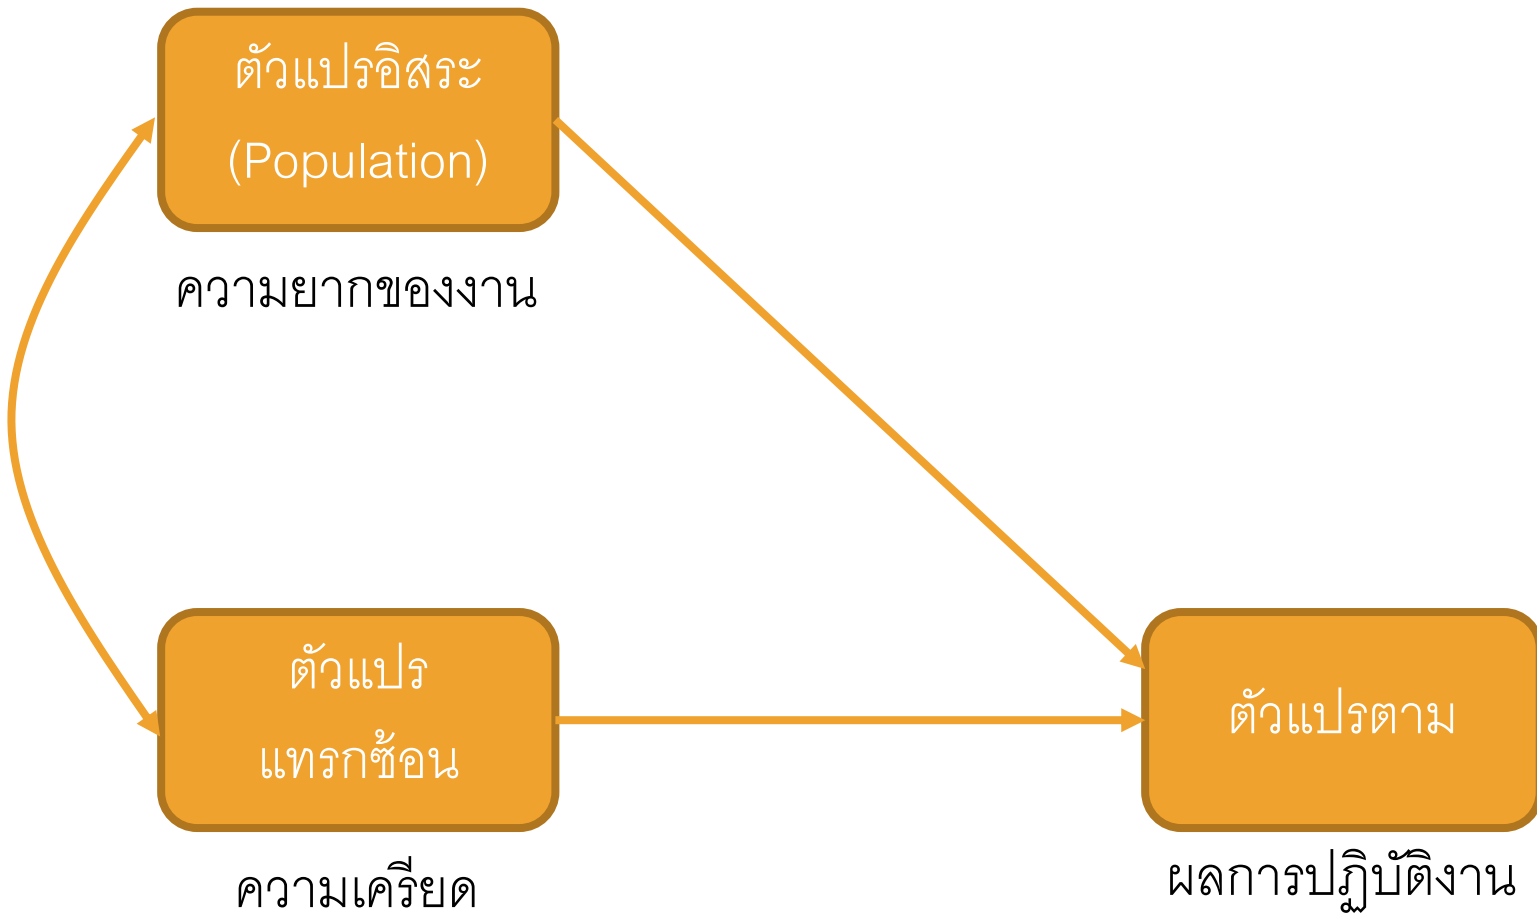 ตัวแปรอิสระ
(Population)
ความยากของงาน
ตัวแปร
แทรกซ้อน
ความเครียด
ตัวแปรตาม
ผลการปฏิบัติงาน